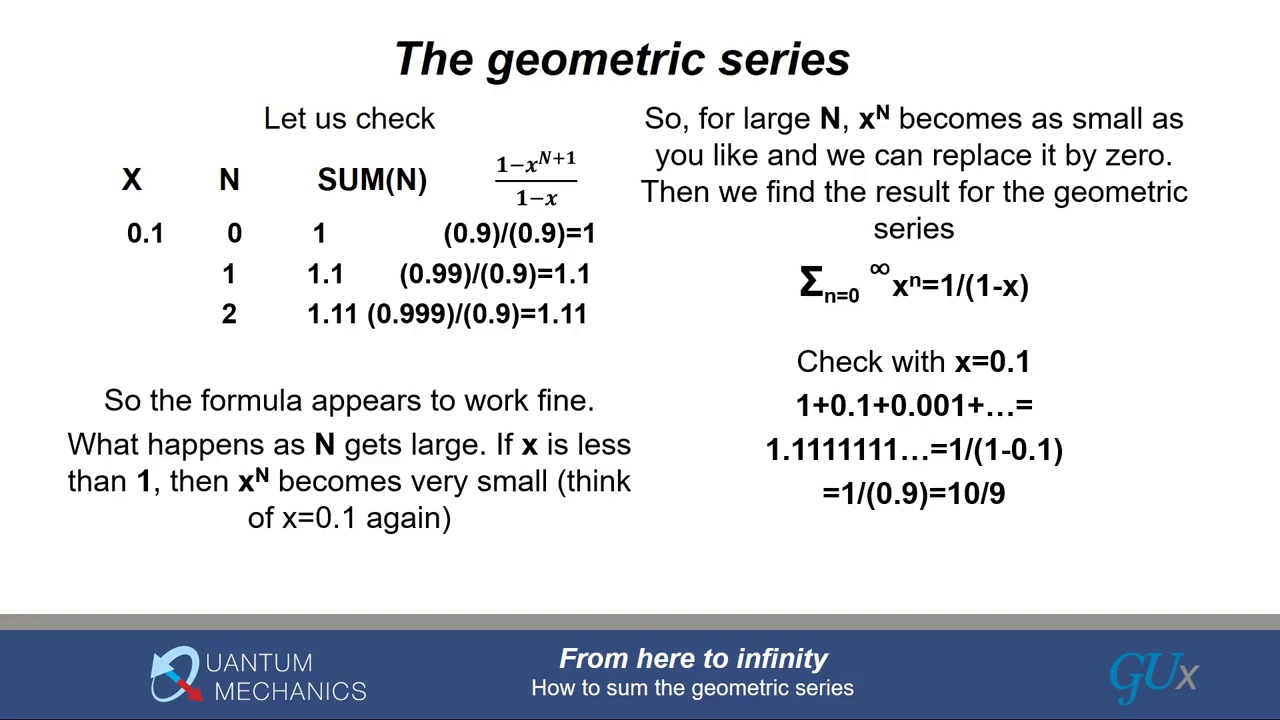 The geometric series
Let us check
X N SUM(N) \frac{1-x^{N+1}}{1-x}
0.1 0 1 (0.9)/(0.9)=1
1 1.1 (0.99)/(0.9)=1.1
2 1.11 (0.999)/(0.9)=1.11
So the formula appears to work fine.
What happens as N gets large. If x is less
than 1, then x^N becomes very small (think
of x=0.1 again)
So, for large N, x^N becomes as small as
you like and we can replace it by zero.
Then we find the result for the geometric
series
Σ_{n=0}^∞ x^n=1/(1-x)
Check with x=0.1
1+0.1+0.001+…=
1.1111111…=1/(1-0.1)
=1/(0.9)=10/9
QUANTUM
MECHANICS
From here to infinity
How to sum the geometric series
GUx